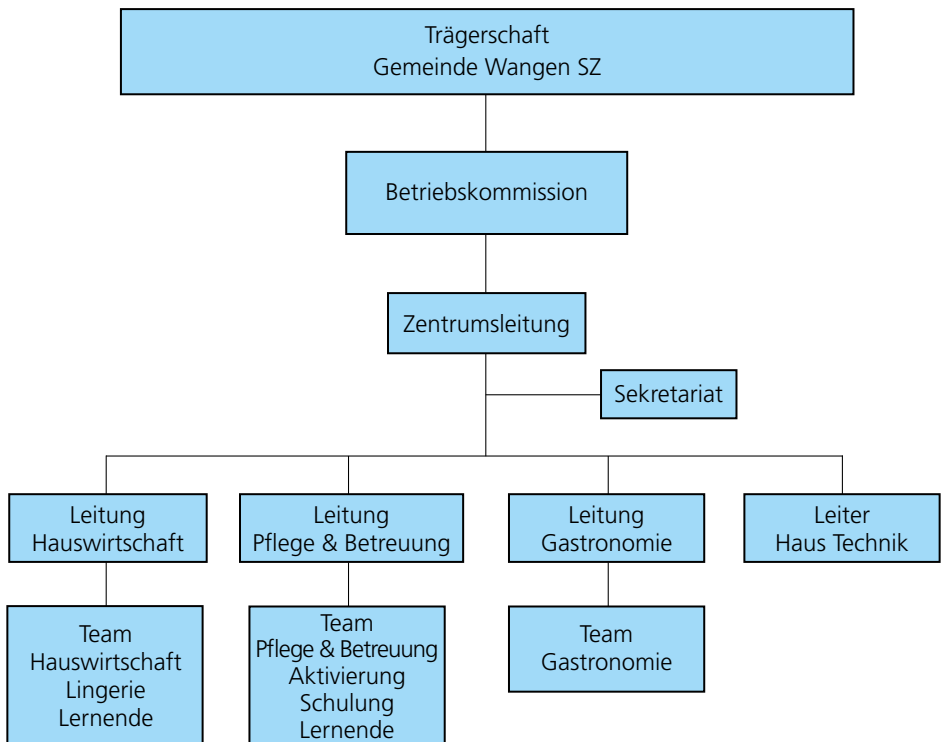 Trägerschaft
Gemeinde Wangen SZ
Betriebskommission
Zentrumsleitung
Sekretariat
Leitung
Hauswirtschaft
Leitung
Pflege & Betreuung
Leitung
Gastronomie
Leiter
Haus Technik
Team
Hauswirtschaft
Lingerie
Lernende
Team
Pflege & Betreuung
Aktivierung
Schulung
Lernende
Team
Gastronomie